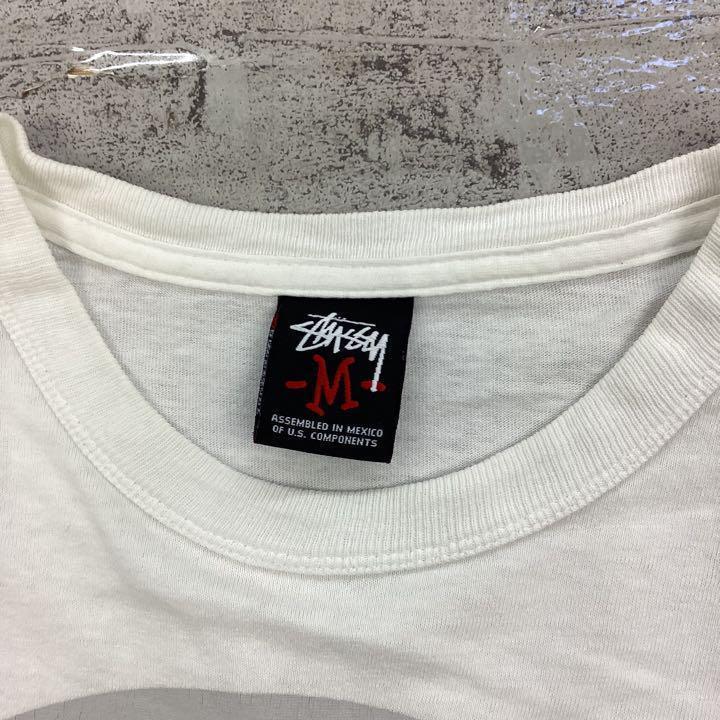 Stüssy
-M-
ASSEMBLED IN MEXICO
OF U.S. COMPONENTS